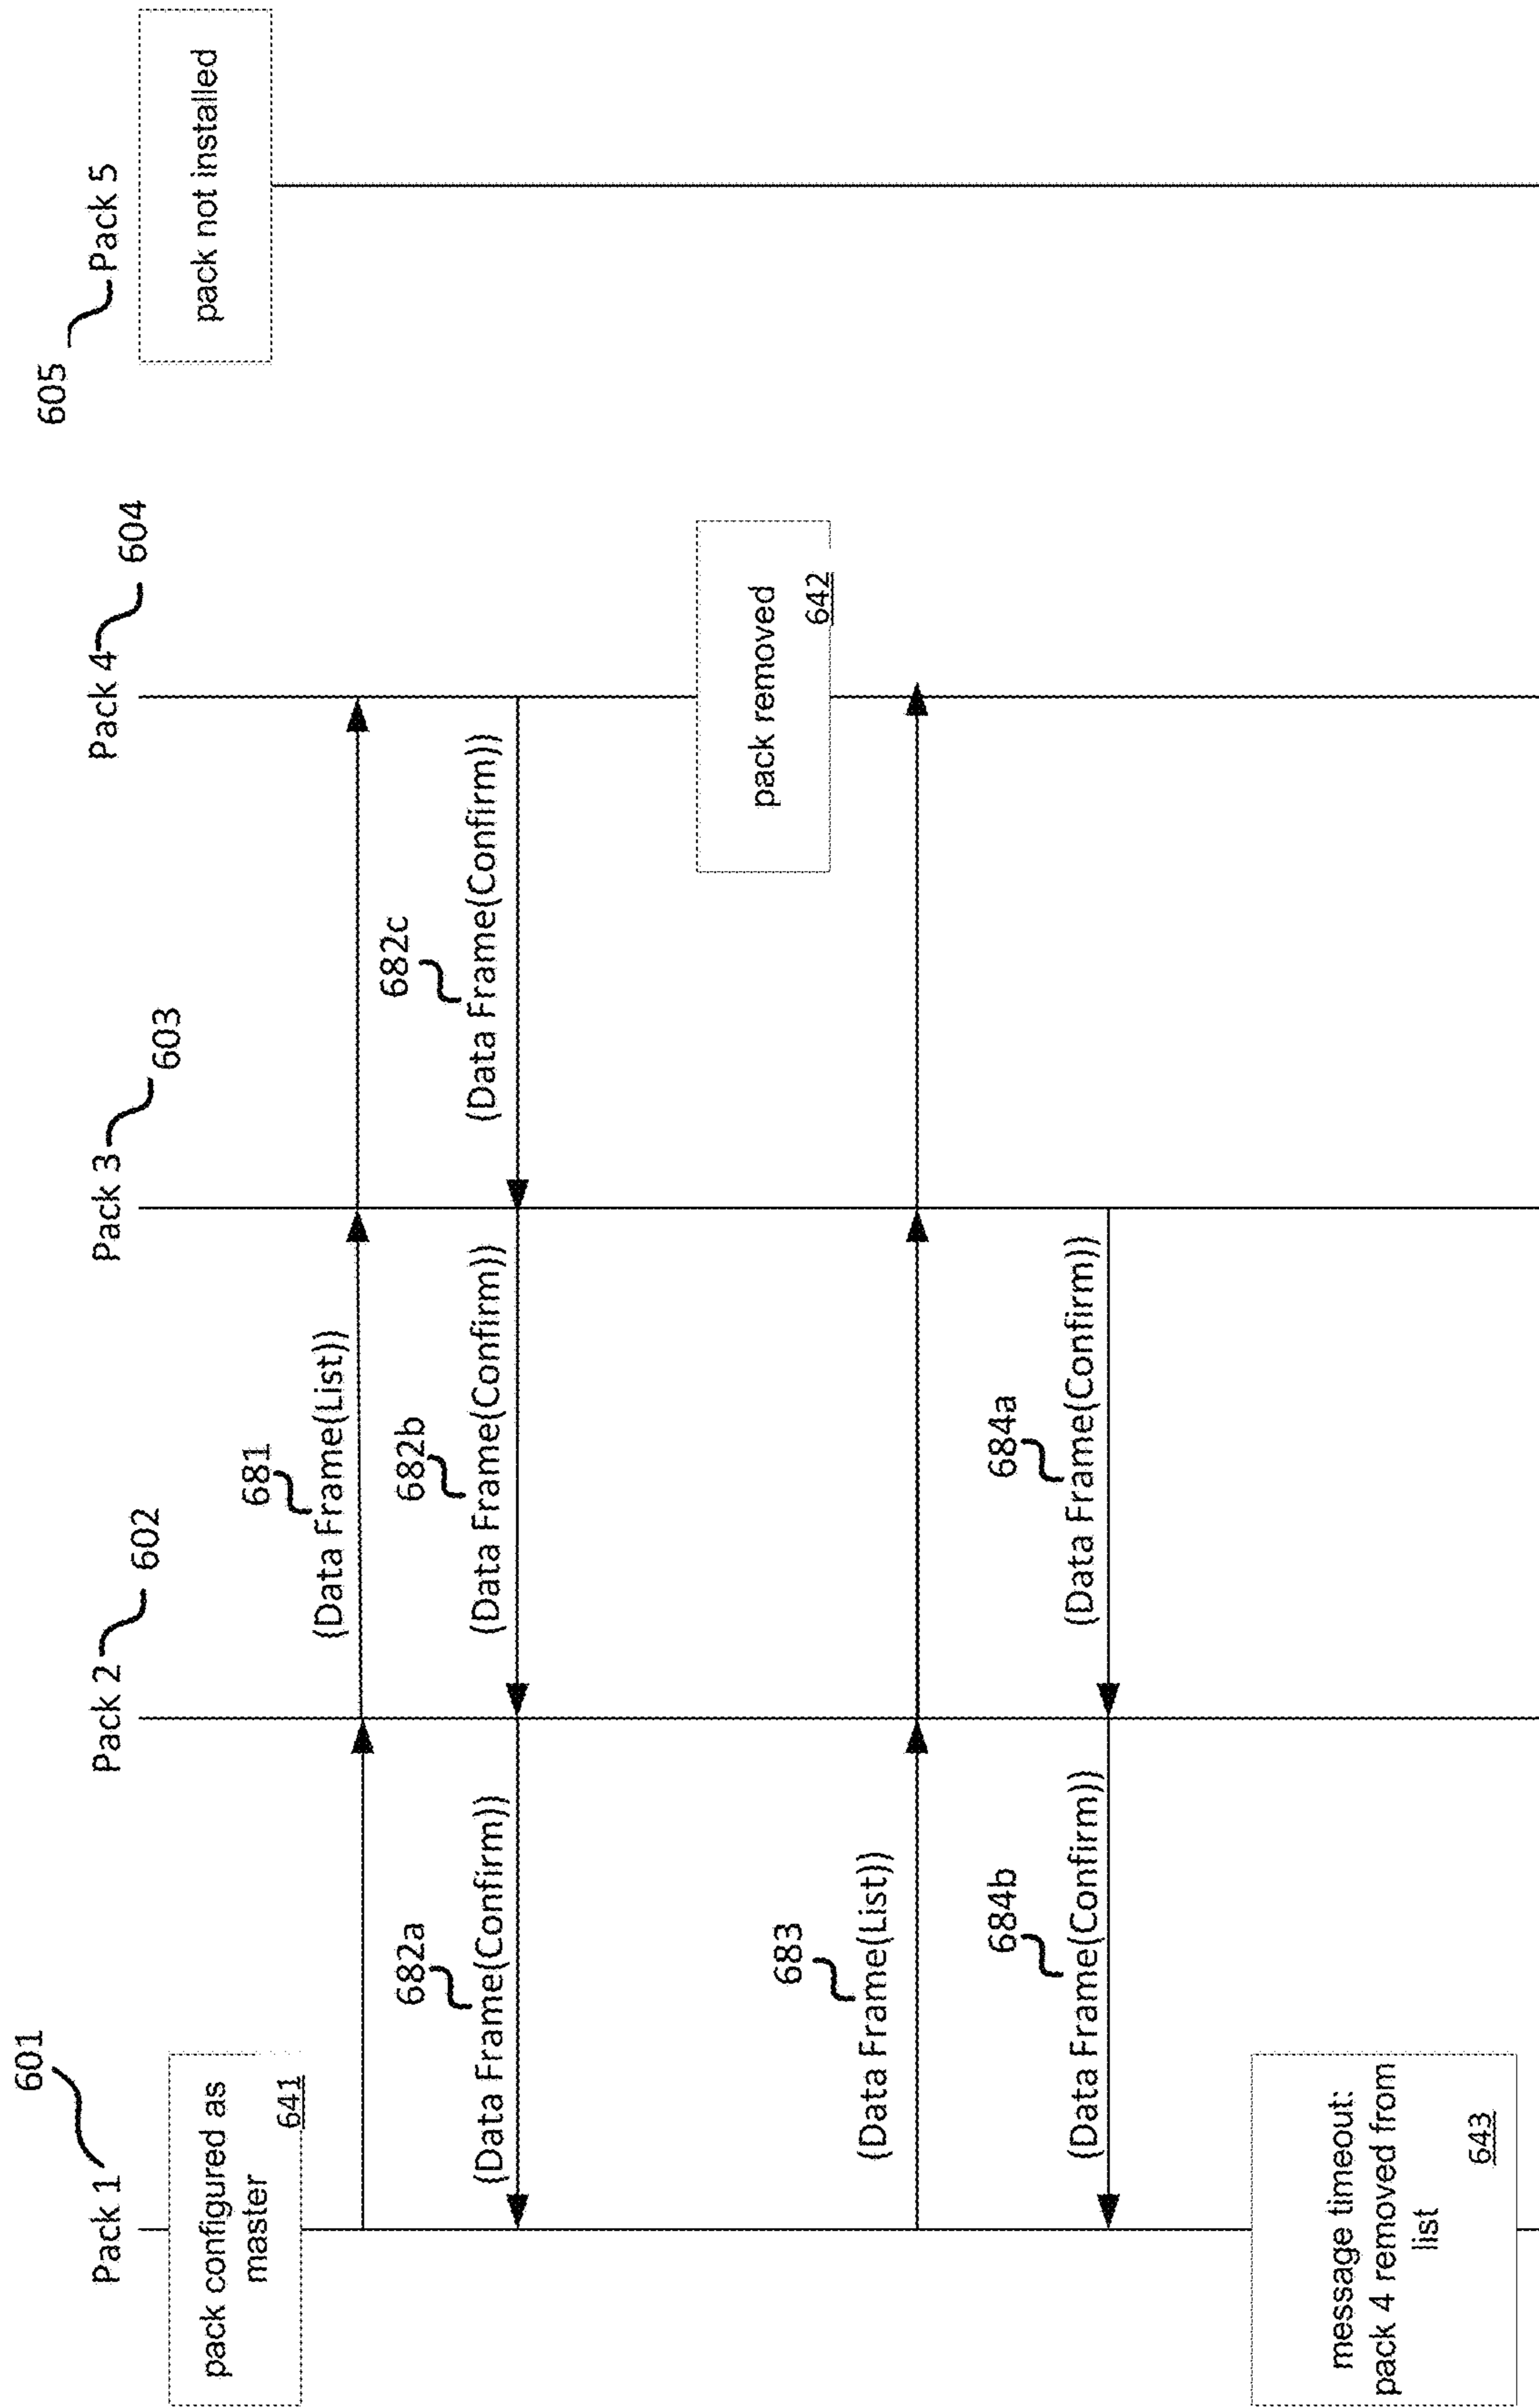 601
Pack 1
Pack 2
602
Pack 3
603
Pack 4
604
605
Pack 5
pack configured as
master
641
pack not installed
681
{Data Frame(List)}
682a
{Data Frame(Confirm)}
682b
{Data Frame(Confirm)}
682c
{Data Frame(Confirm)}
pack removed
642
683
{Data Frame(List)}
684b
{Data Frame(Confirm)}
684a
{Data Frame(Confirm)}
message timeout:
pack 4 removed from
list
643